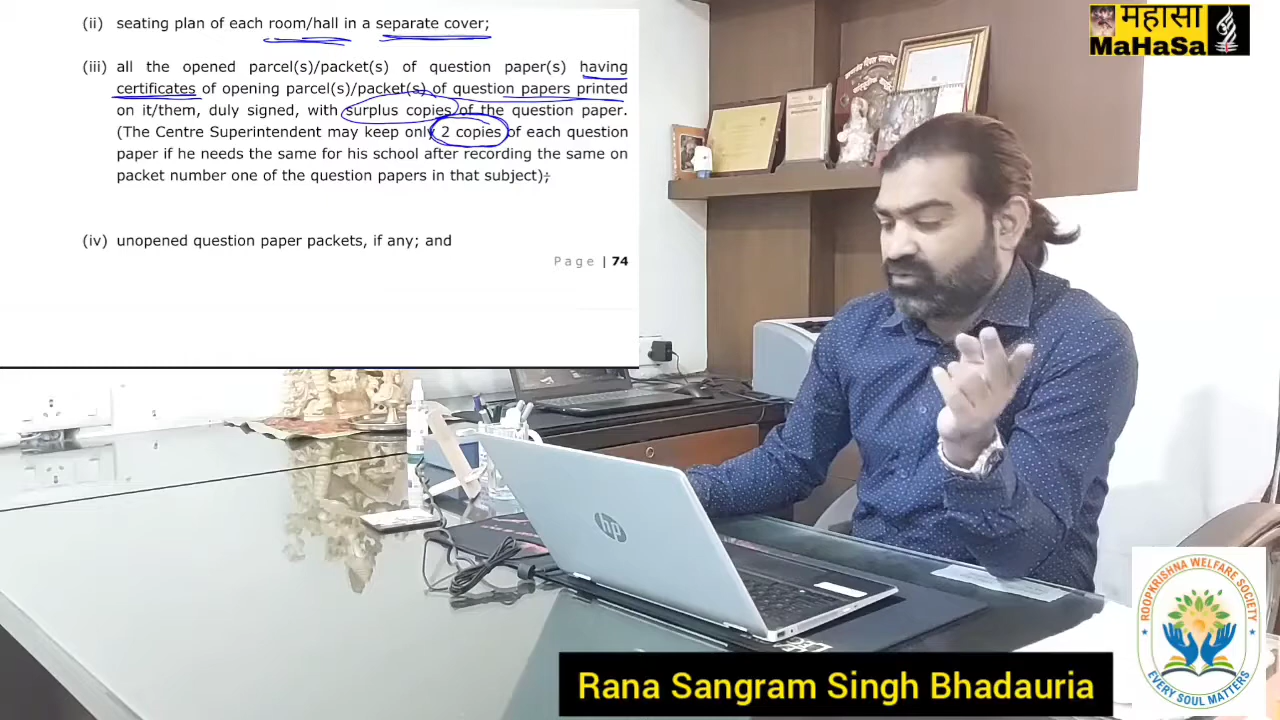 (ii) seating plan of each room/hall in a separate cover;
(iii) all the opened parcel(s)/packet(s) of question paper(s) having
certificates of opening parcel(s)/packet(s) of question papers printed
on it/them, duly signed, with surplus copies of the question paper.
(The Centre Superintendent may keep only 2 copies of each question
paper if he needs the same for his school after recording the same on
packet number one of the question papers in that subject);
(iv) unopened question paper packets, if any; and
Page | 74
महासा
MaHaSa
hp
ROOPKRISHNA WELFARE SOCIETY
EVERY SOUL MATTERS
Rana Sangram Singh Bhadauria